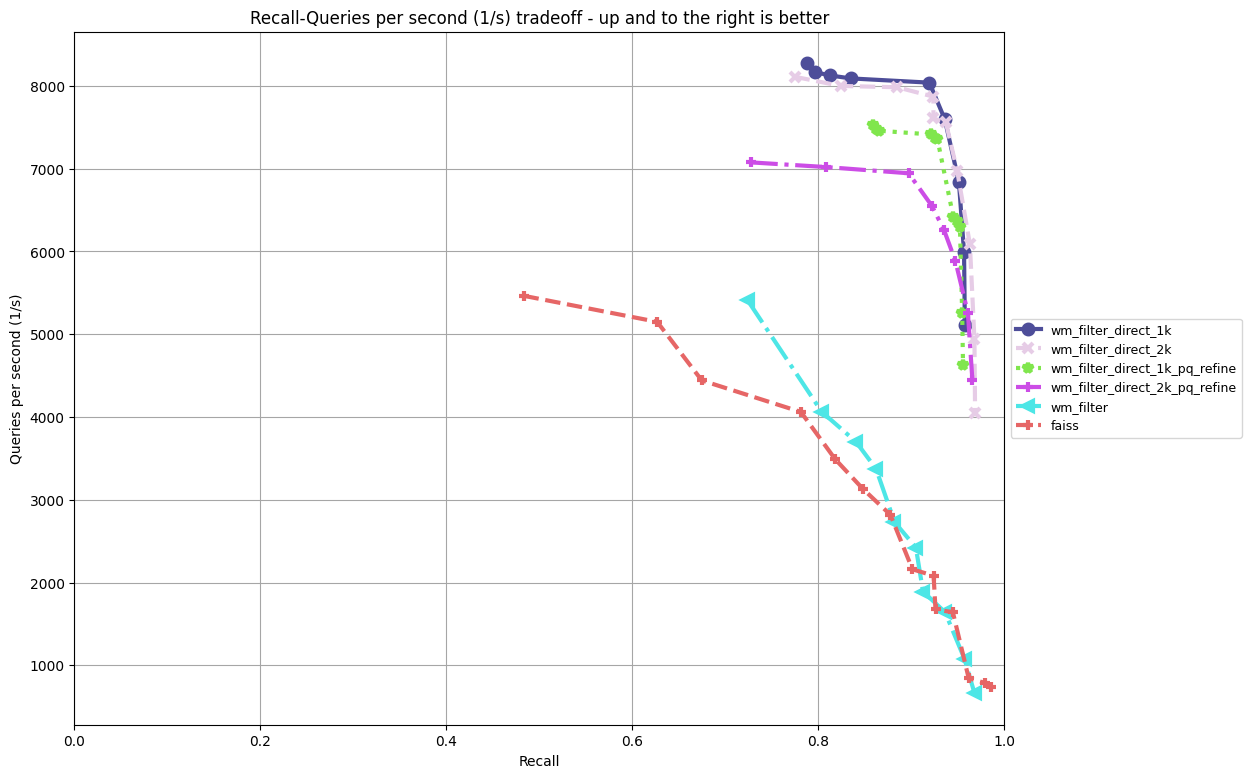 Recall-Queries per second (1/s) tradeoff - up and to the right is better
Queries per second (1/s)
8000
7000
6000
5000
4000
3000
2000
1000
0.0 0.2 0.4 0.6 0.8 1.0
Recall
wm_filter_direct_1k
wm_filter_direct_2k
wm_filter_direct_1k_pq_refine
wm_filter_direct_2k_pq_refine
wm_filter
faiss